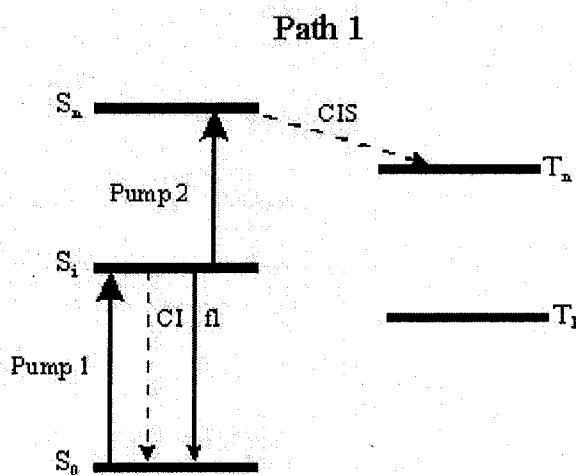 Path 1
Sₙ
CIS
Tₙ
Pump 2
Sᵢ
CI
fl
T₁
Pump 1
S₀